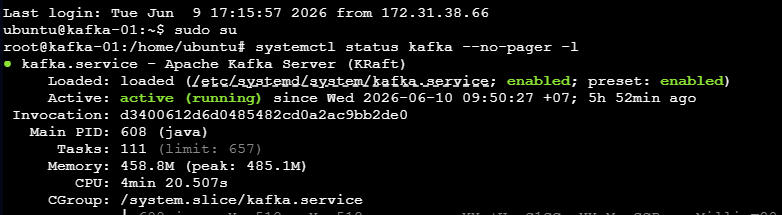 Last login: Tue Jun  9 17:15:57 2026 from 172.31.38.66
ubuntu@kafka-01:~$ sudo su
root@kafka-01:/home/ubuntu# systemctl status kafka --no-pager -l
● kafka.service - Apache Kafka Server (KRaft)
     Loaded: loaded (/etc/systemd/system/kafka.service; enabled; preset: enabled)
     Active: active (running) since Wed 2026-06-10 09:50:27 +07; 5h 52min ago
 Invocation: d3400612d6d0485482cd0a2ac9bb2de0
   Main PID: 608 (java)
      Tasks: 111 (limit: 657)
     Memory: 458.8M (peak: 485.1M)
        CPU: 4min 20.507s
     CGroup: /system.slice/kafka.service